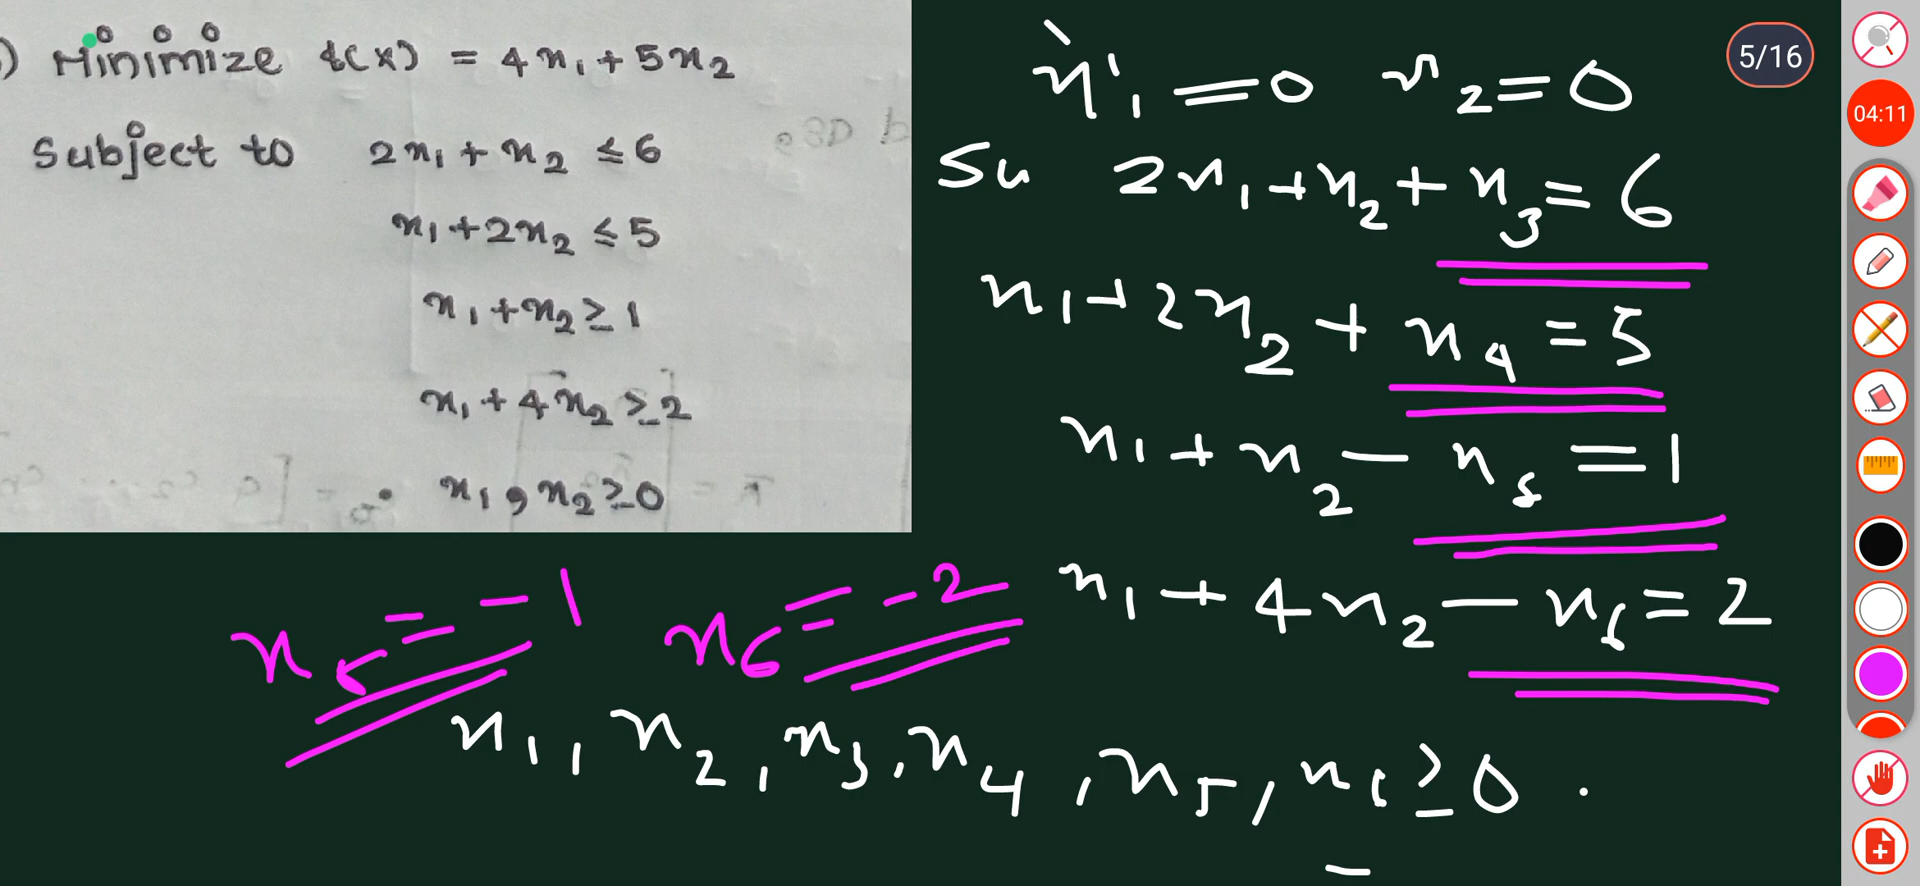 Minimize f(x) = 4x₁ + 5x₂
Subject to 2x₁ + x₂ ≤ 6
x₁ + 2x₂ ≤ 5
x₁ + x₂ ≥ 1
x₁ + 4x₂ ≥ 2
x₁, x₂ ≥ 0
x₁ = 0 x₂ = 0
Su 2x₁ + x₂ + x₃ = 6
x₁ + 2x₂ + x₄ = 5
x₁ + x₂ - x₅ = 1
x₁ + 4x₂ - x₆ = 2
x₅ = -1 x₆ = -2
x₁, x₂, x₃, x₄, x₅, x₆ ≥ 0.
5/16
04:11